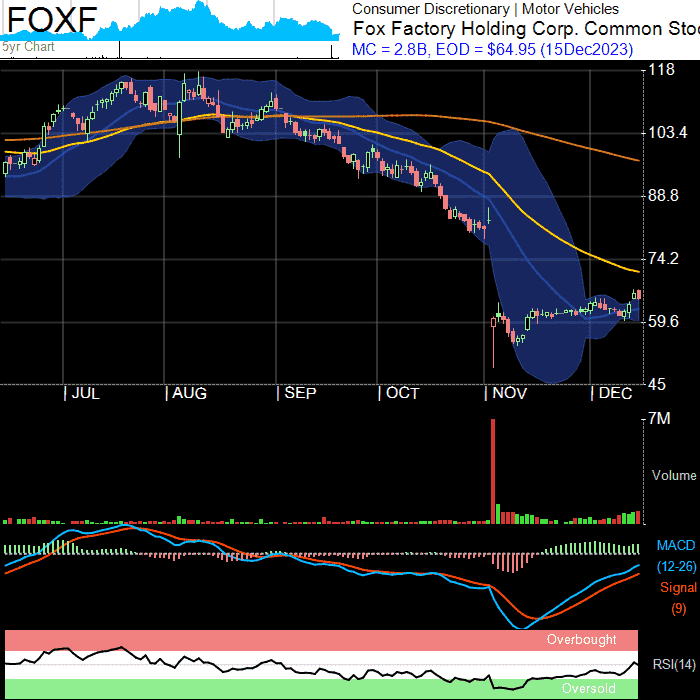 FOXF
5yr Chart
Consumer Discretionary | Motor Vehicles
Fox Factory Holding Corp. Common Stoc
MC = 2.8B, EOD = $64.95 (15Dec2023)
118
103.4
88.8
74.2
59.6
45
| JUL | AUG | SEP | OCT | NOV | DEC
7M
Volume
MACD
(12-26)
Signal
(9)
Overbought
RSI(14)
Oversold